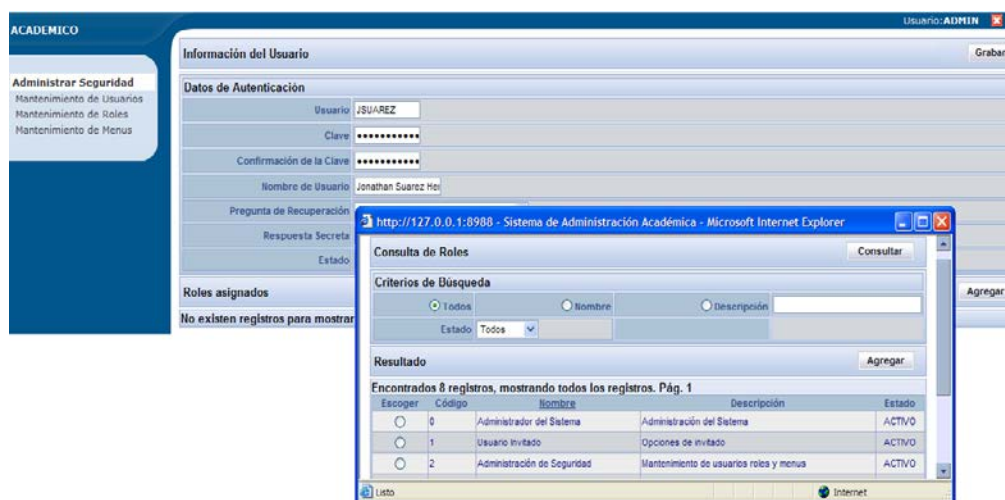 Usuario:ADMIN
ACADEMICO
Información del Usuario
Grabar
Administrar Seguridad
Mantenimiento de Usuarios
Mantenimiento de Roles
Mantenimiento de Menus
Datos de Autenticación
Usuario JSUAREZ
Clave •••••••••••
Confirmación de la Clave •••••••••••
Nombre de Usuario Jonathan Suarez Her
Pregunta de Recuperación
Respuesta Secreta
Estado
Roles asignados
Agregar
No existen registros para mostrar
http://127.0.0.1:8988 - Sistema de Administración Académica - Microsoft Internet Explorer
Consulta de Roles
Consultar
Criterios de Búsqueda
Todos Nombre Descripción
Estado Todos
Resultado
Agregar
Encontrados 8 registros, mostrando todos los registros. Pág. 1
Escoger Código Nombre Descripción Estado
0 Administrador del Sistema Administración del Sistema ACTIVO
1 Usuario Invitado Opciones de invitado ACTIVO
2 Administración de Seguridad Mantenimiento de usuarios roles y menus ACTIVO
Listo
Internet